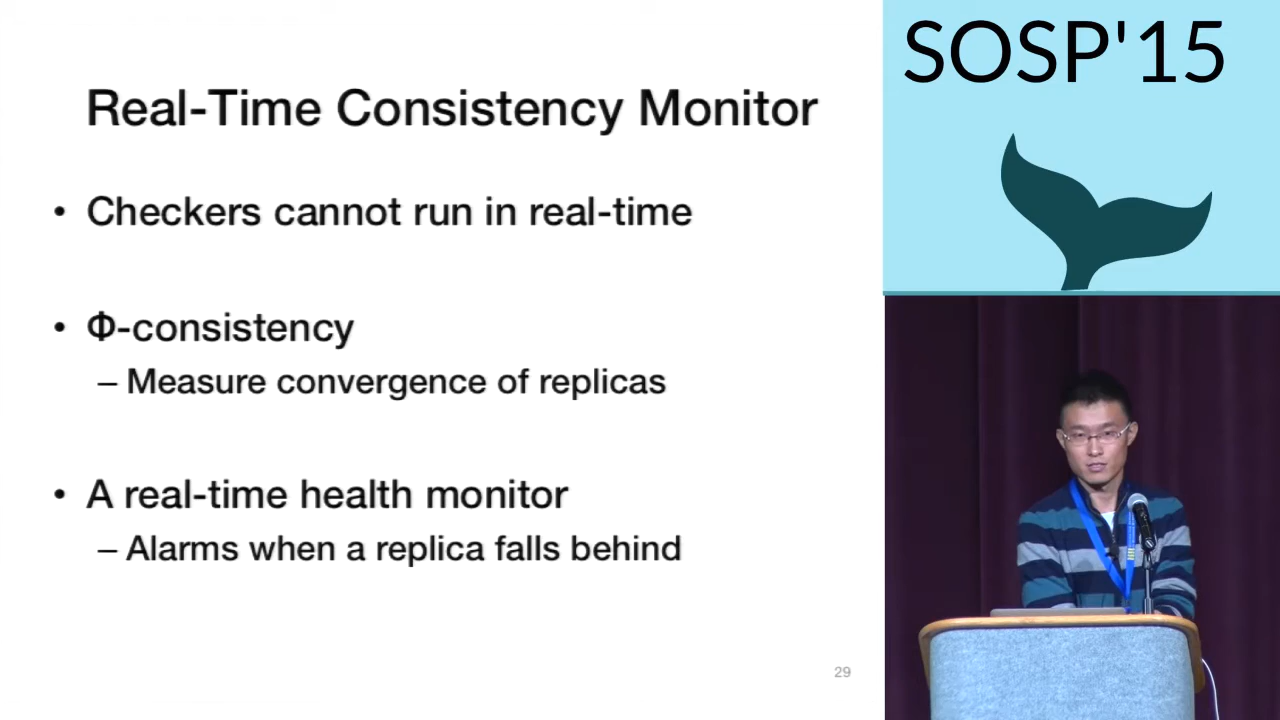 Real-Time Consistency Monitor
• Checkers cannot run in real-time
• Φ-consistency
– Measure convergence of replicas
• A real-time health monitor
– Alarms when a replica falls behind
29
SOSP'15